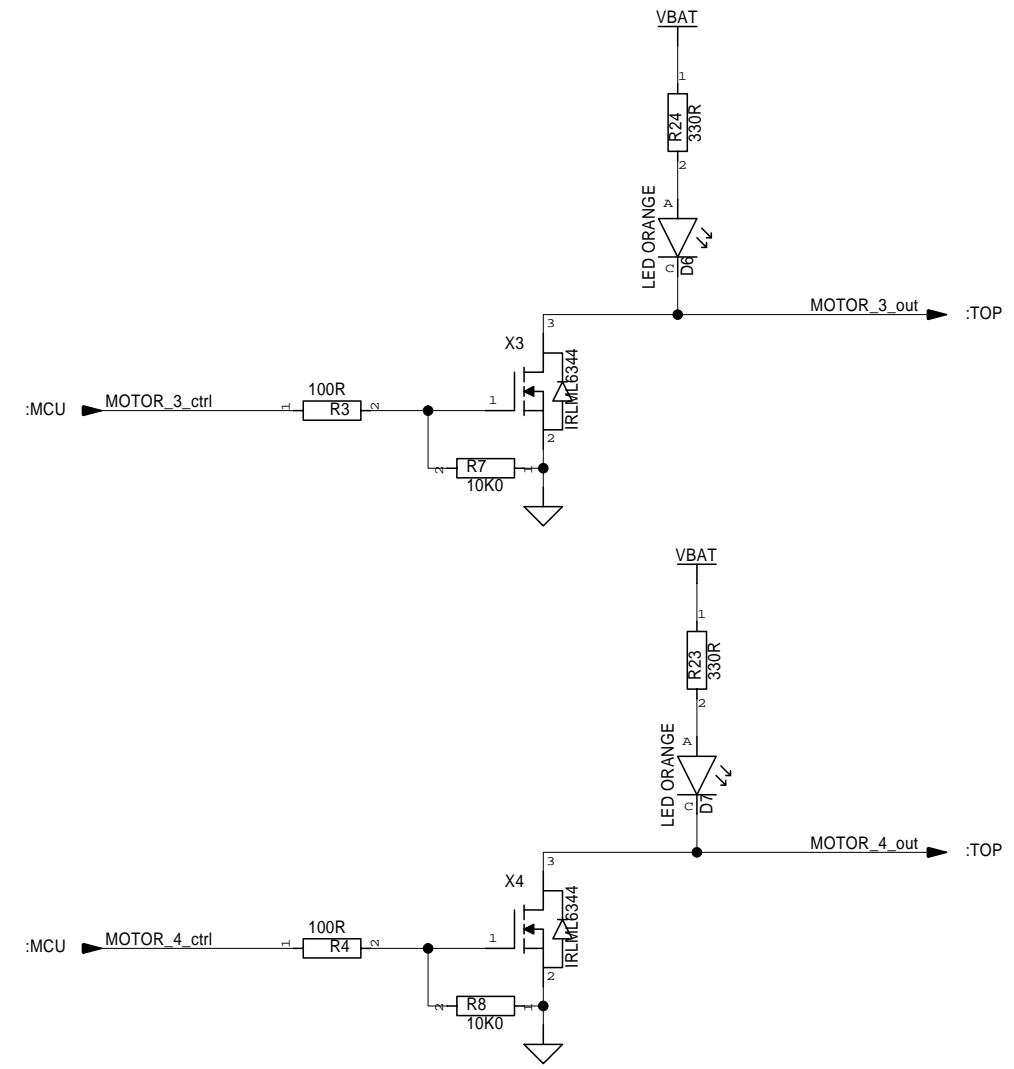 VBAT
1
R24
330R
2
LED ORANGE
A
C
D6
MOTOR_3_out
:TOP
3
X3
IRLML6344
100R
:MCU
MOTOR_3_ctrl
1
R3
2
1
2
2
R7
1
10K0
VBAT
1
R23
330R
2
LED ORANGE
A
C
D7
MOTOR_4_out
:TOP
3
X4
IRLML6344
100R
:MCU
MOTOR_4_ctrl
1
R4
2
1
2
2
R8
1
10K0